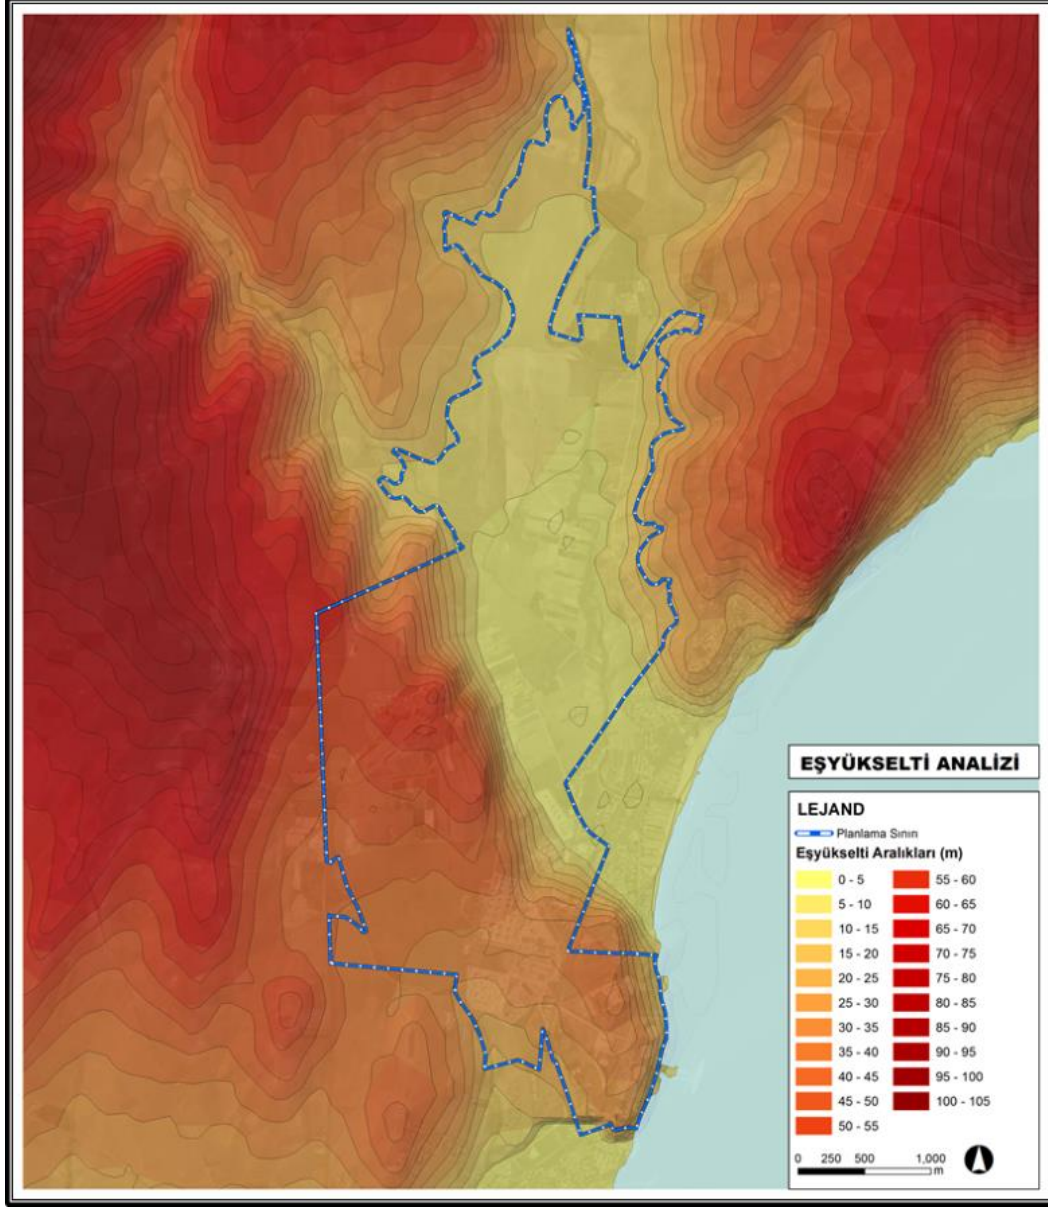 EŞYÜKSELTİ ANALİZİ
LEJAND
Planlama Sınırı
Eşyükselti Aralıkları (m)
0 - 5
5 - 10
10 - 15
15 - 20
20 - 25
25 - 30
30 - 35
35 - 40
40 - 45
45 - 50
50 - 55
55 - 60
60 - 65
65 - 70
70 - 75
75 - 80
80 - 85
85 - 90
90 - 95
95 - 100
100 - 105
0 250 500 1,000
m